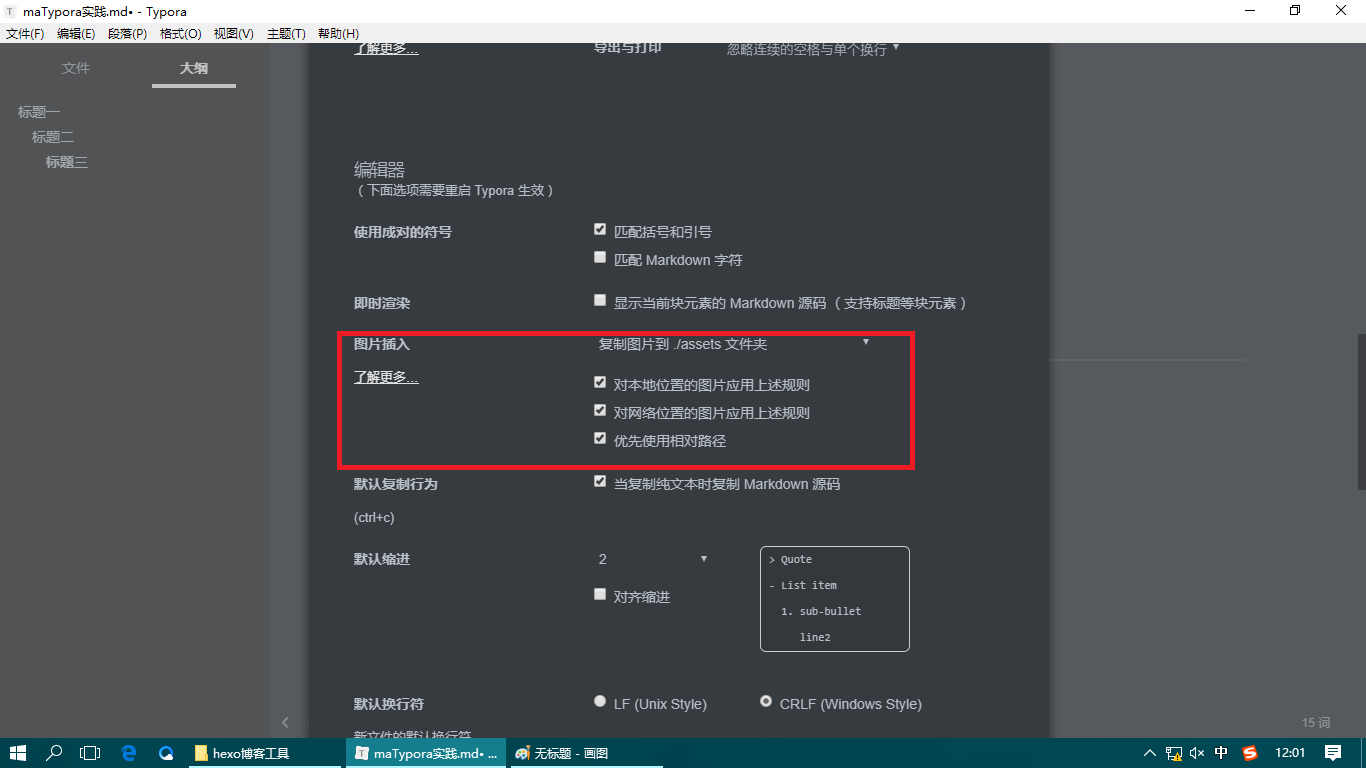 maTypora实践.md• - Typora
文件(F) 编辑(E) 段落(P) 格式(O) 视图(V) 主题(T) 帮助(H)
文件 大纲
标题一
标题二
标题三
了解更多... 导出与打印 忽略连续的空格与单个换行
编辑器
（下面选项需要重启 Typora 生效）
使用成对的符号 匹配括号和引号
匹配 Markdown 字符
即时渲染 显示当前块元素的 Markdown 源码 （支持标题等块元素）
图片插入 复制图片到 ./assets 文件夹
了解更多... 对本地位置的图片应用上述规则
对网络位置的图片应用上述规则
优先使用相对路径
默认复制行为 当复制纯文本时复制 Markdown 源码
(ctrl+c)
默认缩进 2
对齐缩进
> Quote
- List item
1. sub-bullet
line2
默认换行符 LF (Unix Style) CRLF (Windows Style)
新文件的默认换行符
15 词
hexo博客工具 maTypora实践.md• ... 无标题 - 画图 中 12:01